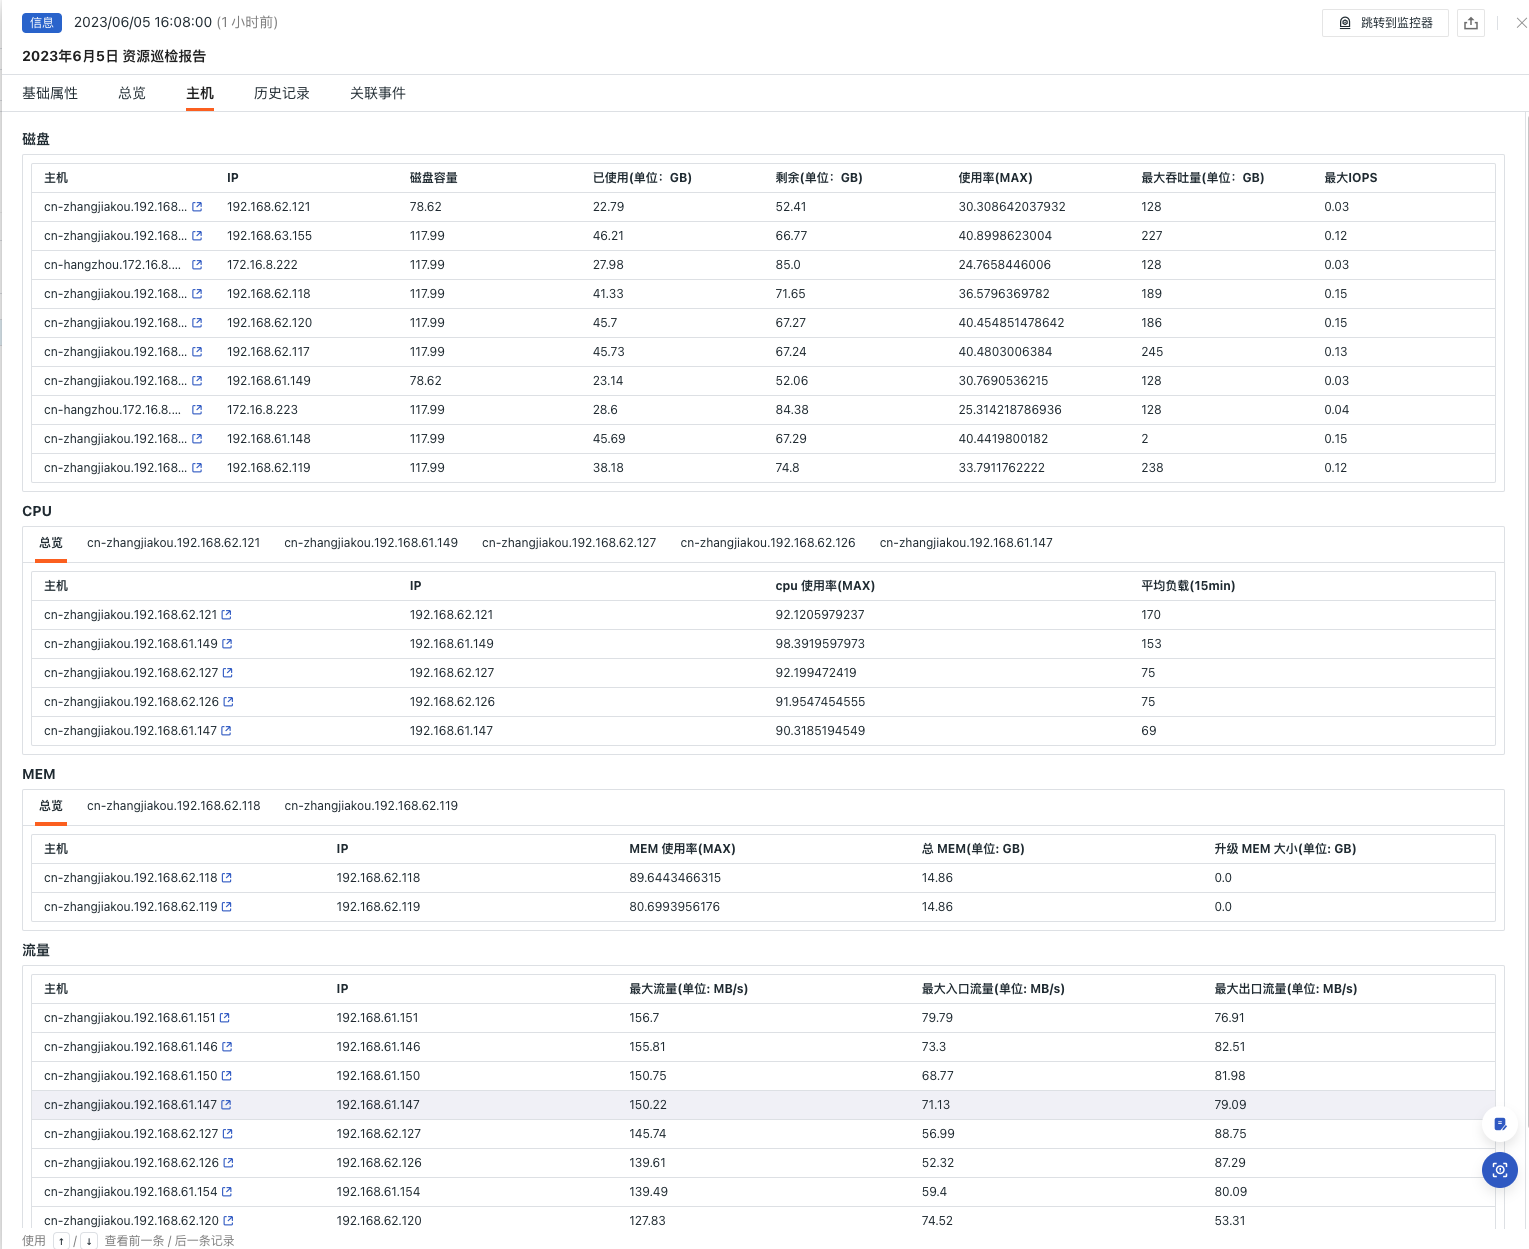 信息 2023/06/05 16:08:00 (1 小时前) 跳转到监控器
2023年6月5日 资源巡检报告
基础属性 总览 主机 历史记录 关联事件
磁盘
主机 IP 磁盘容量 已使用(单位：GB) 剩余(单位：GB) 使用率(MAX) 最大吞吐量(单位：GB) 最大IOPS
cn-zhangjiakou.192.168... 192.168.62.121 78.62 22.79 52.41 30.308642037932 128 0.03
cn-zhangjiakou.192.168... 192.168.63.155 117.99 46.21 66.77 40.8998623004 227 0.12
cn-hangzhou.172.16.8.... 172.16.8.222 117.99 27.98 85.0 24.7658446006 128 0.03
cn-zhangjiakou.192.168... 192.168.62.118 117.99 41.33 71.65 36.5796369782 189 0.15
cn-zhangjiakou.192.168... 192.168.62.120 117.99 45.7 67.27 40.454851478642 186 0.15
cn-zhangjiakou.192.168... 192.168.62.117 117.99 45.73 67.24 40.4803006384 245 0.13
cn-zhangjiakou.192.168... 192.168.61.149 78.62 23.14 52.06 30.7690536215 128 0.03
cn-hangzhou.172.16.8.... 172.16.8.223 117.99 28.6 84.38 25.314218786936 128 0.04
cn-zhangjiakou.192.168... 192.168.61.148 117.99 45.69 67.29 40.4419800182 2 0.15
cn-zhangjiakou.192.168... 192.168.62.119 117.99 38.18 74.8 33.7911762222 238 0.12
CPU
总览 cn-zhangjiakou.192.168.62.121 cn-zhangjiakou.192.168.61.149 cn-zhangjiakou.192.168.62.127 cn-zhangjiakou.192.168.62.126 cn-zhangjiakou.192.168.61.147
主机 IP cpu 使用率(MAX) 平均负载(15min)
cn-zhangjiakou.192.168.62.121 192.168.62.121 92.1205979237 170
cn-zhangjiakou.192.168.61.149 192.168.61.149 98.3919597973 153
cn-zhangjiakou.192.168.62.127 192.168.62.127 92.199472419 75
cn-zhangjiakou.192.168.62.126 192.168.62.126 91.9547454555 75
cn-zhangjiakou.192.168.61.147 192.168.61.147 90.3185194549 69
MEM
总览 cn-zhangjiakou.192.168.62.118 cn-zhangjiakou.192.168.62.119
主机 IP MEM 使用率(MAX) 总 MEM(单位: GB) 升级 MEM 大小(单位: GB)
cn-zhangjiakou.192.168.62.118 192.168.62.118 89.6443466315 14.86 0.0
cn-zhangjiakou.192.168.62.119 192.168.62.119 80.6993956176 14.86 0.0
流量
主机 IP 最大流量(单位: MB/s) 最大入口流量(单位: MB/s) 最大出口流量(单位: MB/s)
cn-zhangjiakou.192.168.61.151 192.168.61.151 156.7 79.79 76.91
cn-zhangjiakou.192.168.61.146 192.168.61.146 155.81 73.3 82.51
cn-zhangjiakou.192.168.61.150 192.168.61.150 150.75 68.77 81.98
cn-zhangjiakou.192.168.61.147 192.168.61.147 150.22 71.13 79.09
cn-zhangjiakou.192.168.62.127 192.168.62.127 145.74 56.99 88.75
cn-zhangjiakou.192.168.62.126 192.168.62.126 139.61 52.32 87.29
cn-zhangjiakou.192.168.61.154 192.168.61.154 139.49 59.4 80.09
cn-zhangjiakou.192.168.62.120 192.168.62.120 127.83 74.52 53.31
使用 ↑ / ↓ 查看前一条 / 后一条记录